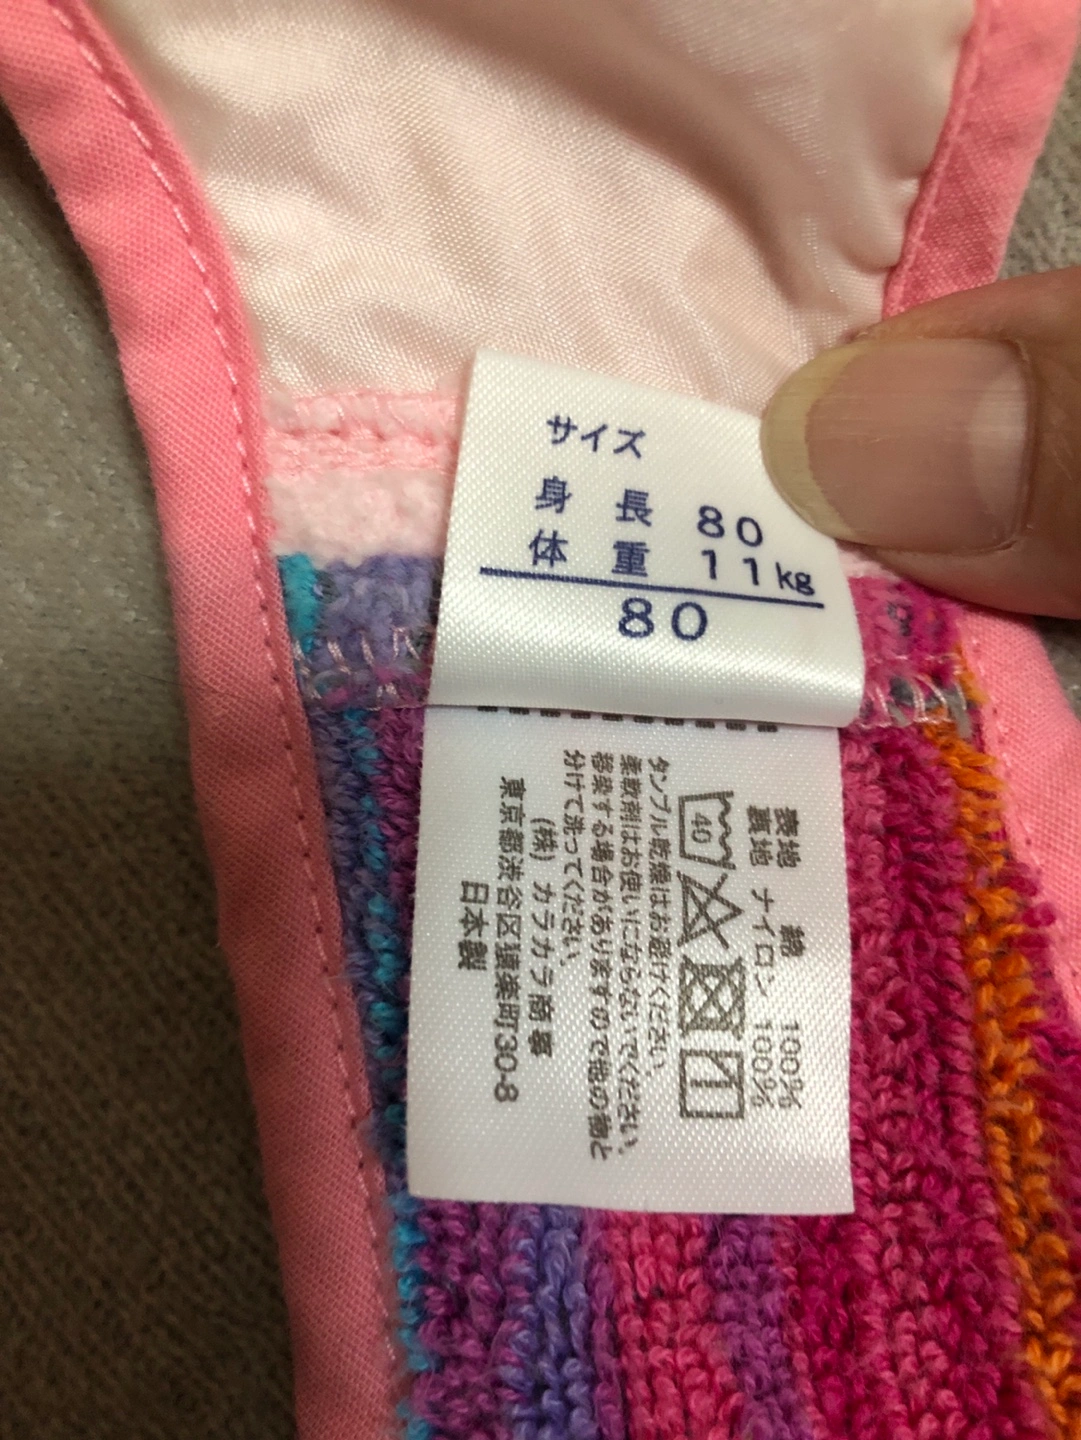 サイズ
身長 80
体重 11kg
80
表地 綿 100%
裏地 ナイロン 100%
40
タンブル乾燥はお避けください。
柔軟剤はお使いにならないでください。
移染する場合がありますので他の物と
分けて洗ってください。
(株) カラカラ商事
東京都渋谷区猿楽町30-8
日本製